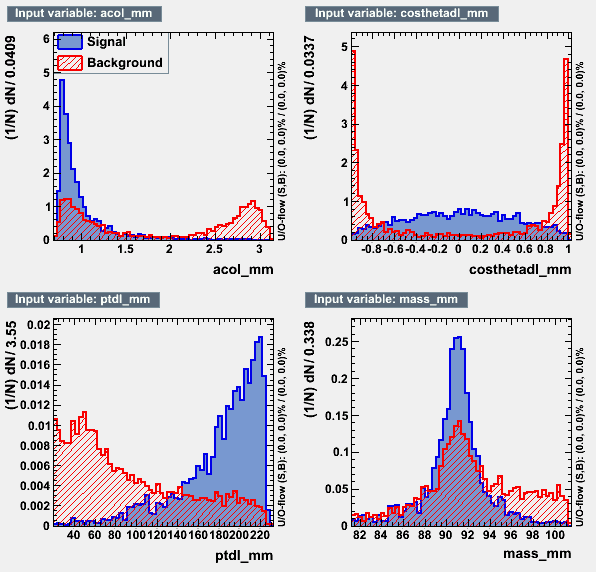 Input variable: acol_mm
(1/N) dN / 0.0409
6
5
4
3
2
1
0
Signal
Background
1 1.5 2 2.5 3
acol_mm
U/O-flow (S,B): (0.0, 0.0)% / (0.0, 0.0)%
Input variable: costhetadl_mm
(1/N) dN / 0.0337
5
4
3
2
1
0
-0.8 -0.6 -0.4 -0.2 0 0.2 0.4 0.6 0.8 1
costhetadl_mm
U/O-flow (S,B): (0.0, 0.0)% / (0.0, 0.0)%
Input variable: ptdl_mm
(1/N) dN / 3.55
0.02
0.018
0.016
0.014
0.012
0.01
0.008
0.006
0.004
0.002
0
40 60 80 100 120 140 160 180 200 220
ptdl_mm
U/O-flow (S,B): (0.0, 0.0)% / (0.0, 0.0)%
Input variable: mass_mm
(1/N) dN / 0.338
0.25
0.2
0.15
0.1
0.05
0
82 84 86 88 90 92 94 96 98 100
mass_mm
U/O-flow (S,B): (0.0, 0.0)% / (0.0, 0.0)%